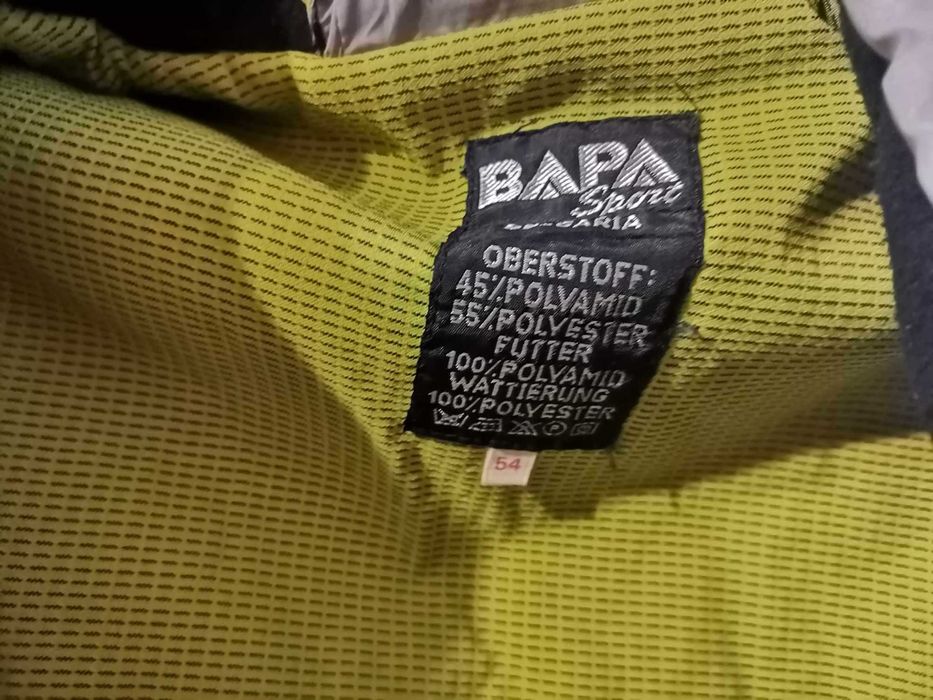 BAPA
Sport
OBERSTOFF:
45% POLYAMID
55% POLYESTER
FUTTER
100% POLYAMID
WATTIERUNG
100% POLYESTER
54